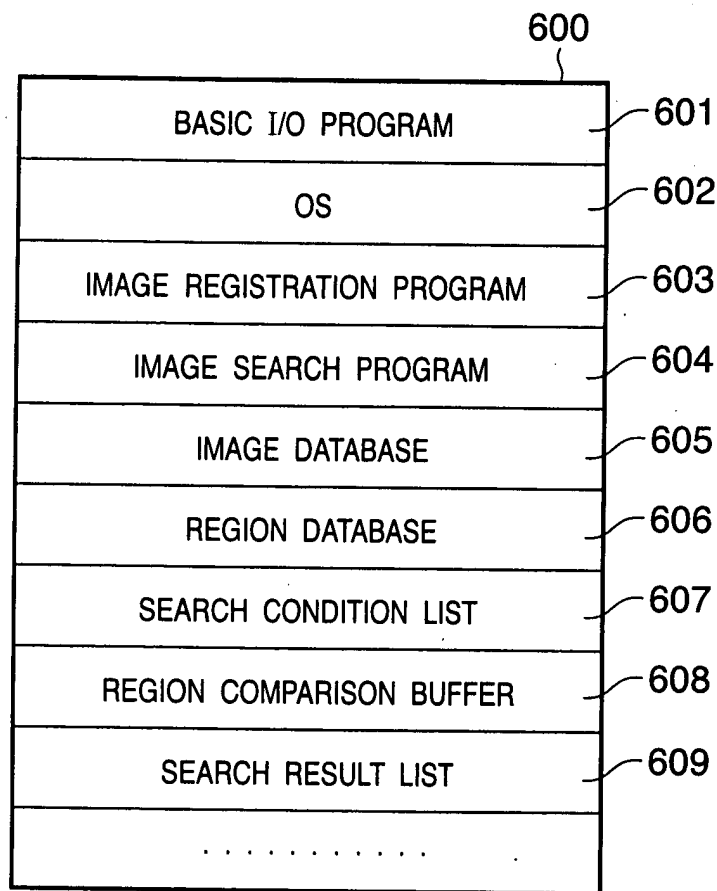 600
BASIC I/O PROGRAM 601
OS 602
IMAGE REGISTRATION PROGRAM 603
IMAGE SEARCH PROGRAM 604
IMAGE DATABASE 605
REGION DATABASE 606
SEARCH CONDITION LIST 607
REGION COMPARISON BUFFER 608
SEARCH RESULT LIST 609
. . . . . . . . . . .